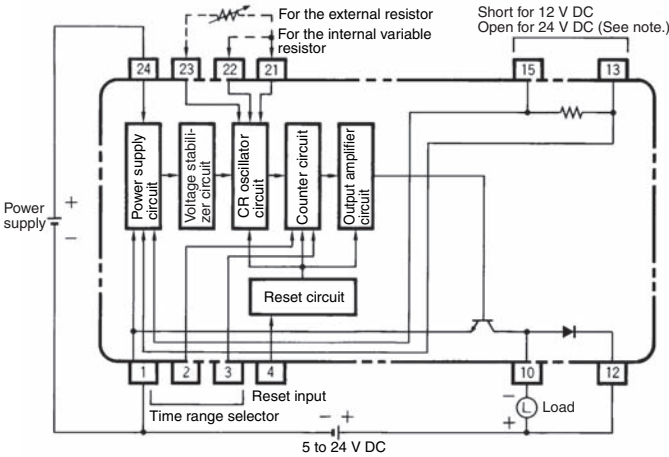 For the external resistor
For the internal variable
resistor
Short for 12 V DC
Open for 24 V DC (See note.)
24
23
22
21
15
13
Power supply
circuit
Voltage stabili-
zer circuit
CR oscillator
circuit
Counter circuit
Output amplifier
circuit
Power
supply
+
−
Reset circuit
1
2
3
4
10
12
Reset input
Time range selector
−
L
Load
+
− +
5 to 24 V DC